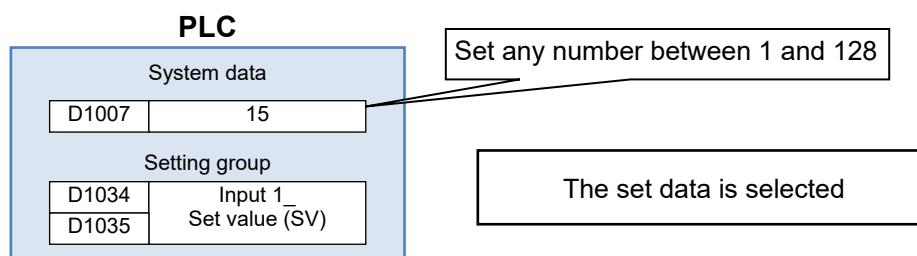 PLC
Set any number between 1 and 128
System data
D1007 15
Setting group
D1034 Input 1_
Set value (SV)
D1035
The set data is selected